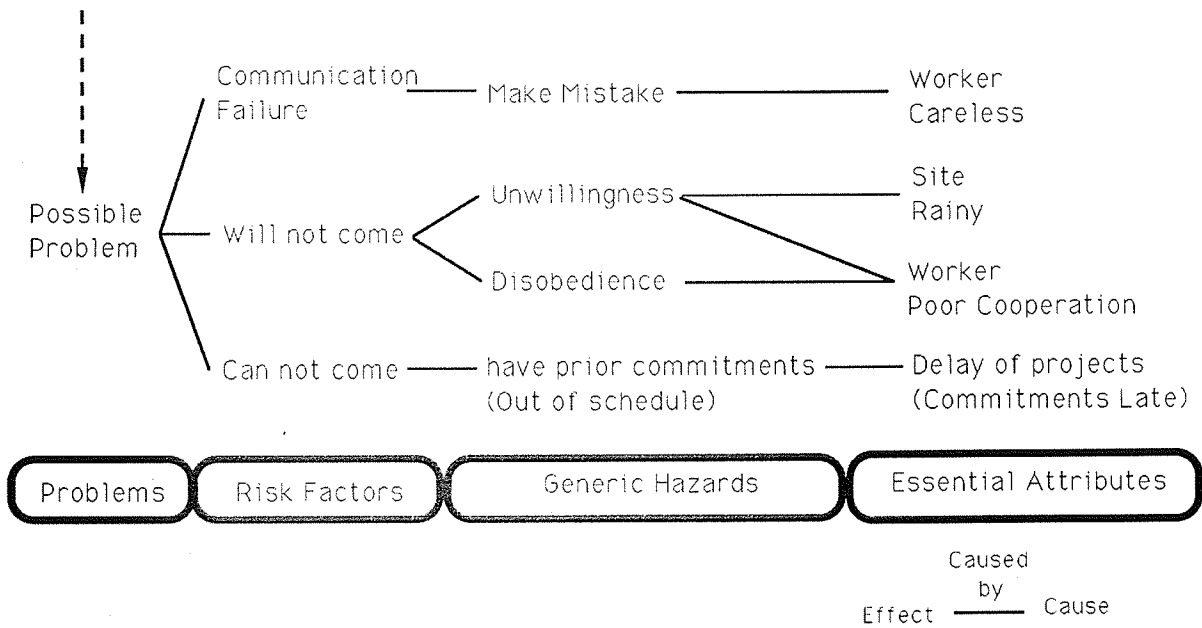 Communication
Failure
Make Mistake
Worker
Careless
Possible
Problem
Will not come
Unwillingness
Site
Rainy
Disobedience
Worker
Poor Cooperation
Can not come
have prior commitments
(Out of schedule)
Delay of projects
(Commitments Late)
Problems
Risk Factors
Generic Hazards
Essential Attributes
Caused
by
Effect
Cause